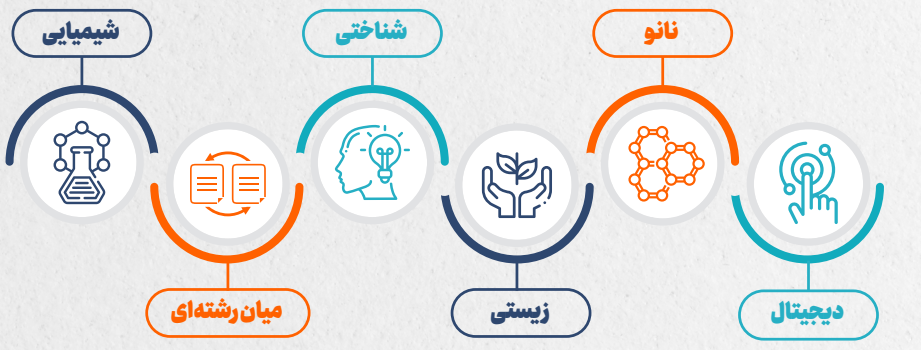 نانو
شناختی
شیمیایی
دیجیتال
زیستی
میان‌رشته‌ای